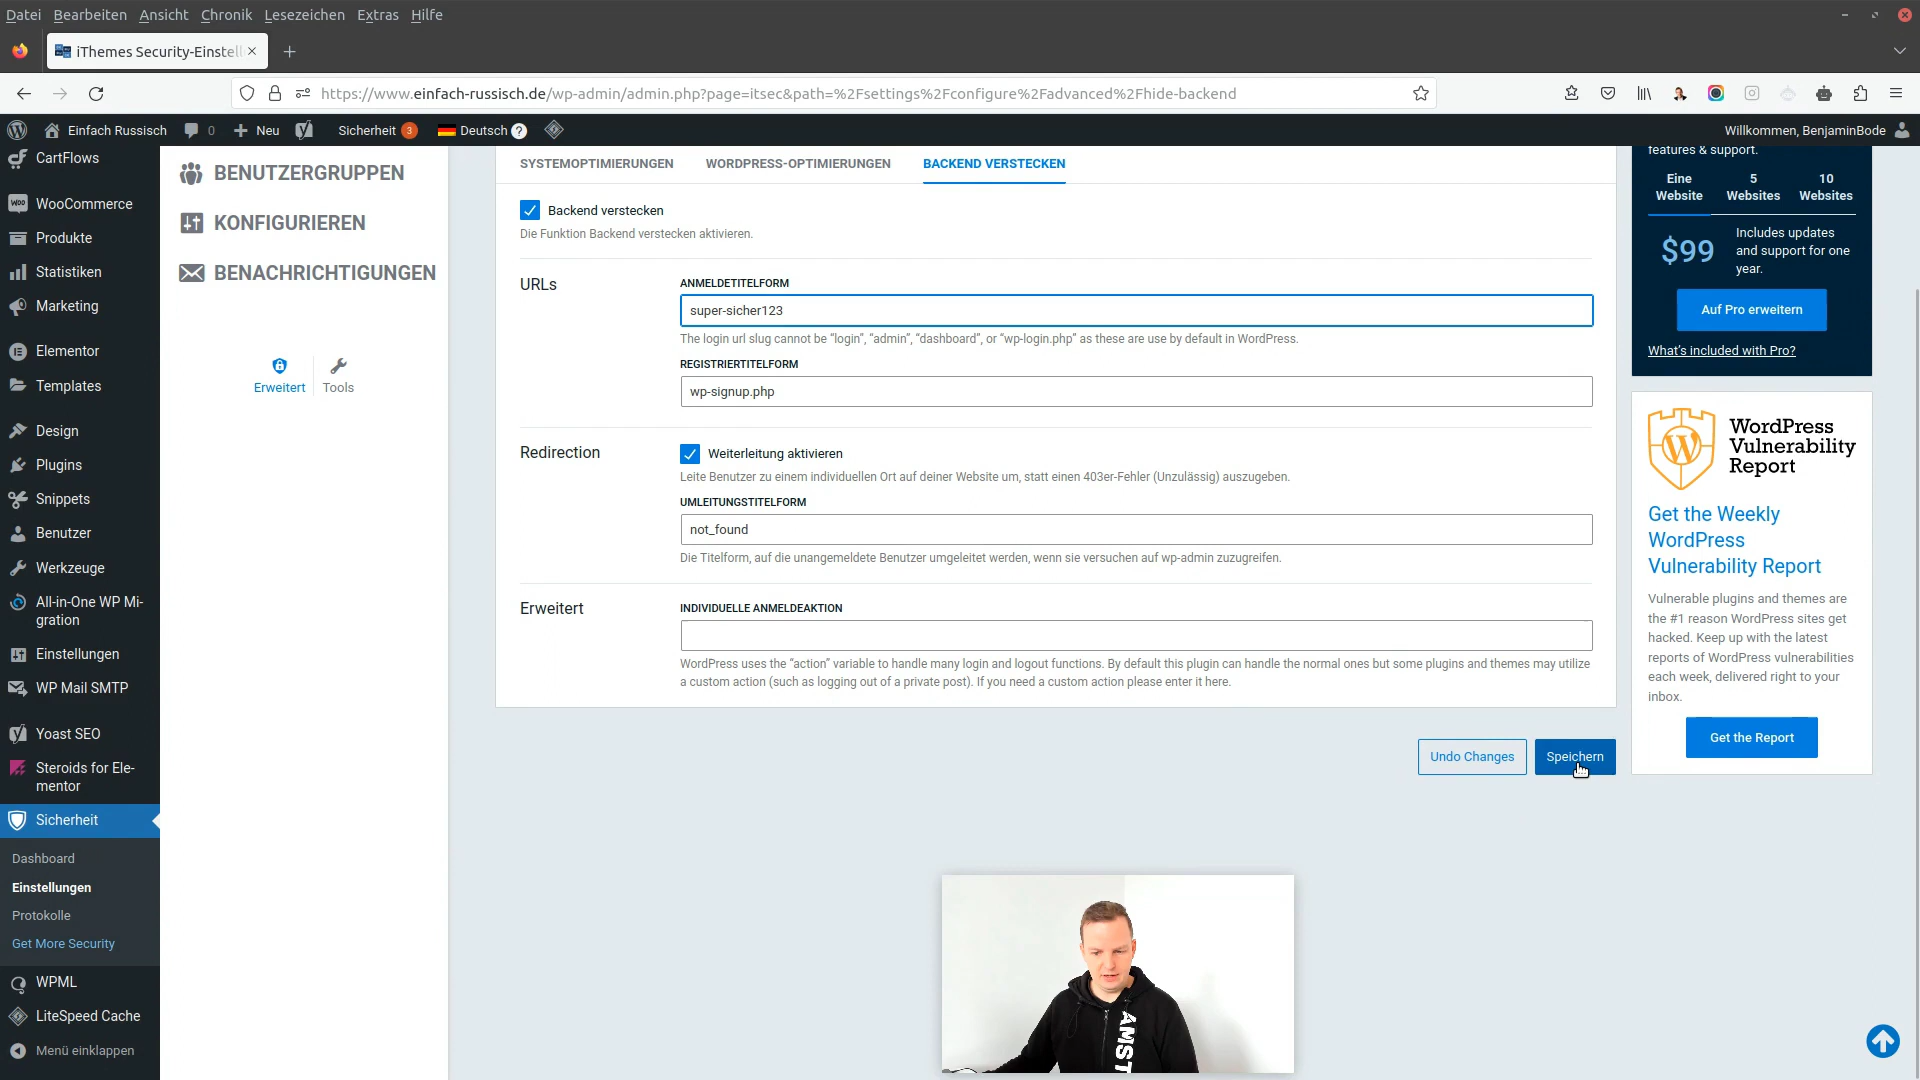 Datei Bearbeiten Ansicht Chronik Lesezeichen Extras Hilfe
iThemes Security-Einstell
https://www.einfach-russisch.de/wp-admin/admin.php?page=itsec&path=%2Fsettings%2Fconfigure%2Fadvanced%2Fhide-backend
Einfach Russisch 0 Neu Sicherheit 3 Deutsch ? Willkommen, BenjaminBode
CartFlows
WooCommerce
Produkte
Statistiken
Marketing
Elementor
Templates
Design
Plugins
Snippets
Benutzer
Werkzeuge
All-in-One WP Mi-
gration
Einstellungen
WP Mail SMTP
Yoast SEO
Steroids for Ele-
mentor
Sicherheit
Dashboard
Einstellungen
Protokolle
Get More Security
WPML
LiteSpeed Cache
Menü einklappen
BENUTZERGRUPPEN
KONFIGURIEREN
BENACHRICHTIGUNGEN
Erweitert Tools
SYSTEMOPTIMIERUNGEN WORDPRESS-OPTIMIERUNGEN BACKEND VERSTECKEN
Backend verstecken
Die Funktion Backend verstecken aktivieren.
URLs
ANMELDETITELFORM
super-sicher123
The login url slug cannot be “login”, “admin”, “dashboard”, or “wp-login.php” as these are use by default in WordPress.
REGISTRIERTITELFORM
wp-signup.php
Redirection
Weiterleitung aktivieren
Leite Benutzer zu einem individuellen Ort auf deiner Website um, statt einen 403er-Fehler (Unzulässig) auszugeben.
UMLEITUNGSTITELFORM
not_found
Die Titelform, auf die unangemeldete Benutzer umgeleitet werden, wenn sie versuchen auf wp-admin zuzugreifen.
Erweitert
INDIVIDUELLE ANMELDEAKTION
WordPress uses the “action” variable to handle many login and logout functions. By default this plugin can handle the normal ones but some plugins and themes may utilize
a custom action (such as logging out of a private post). If you need a custom action please enter it here.
Undo Changes Speichern
features & support.
Eine Website 5 Websites 10 Websites
$99
Includes updates
and support for one
year.
Auf Pro erweitern
What's included with Pro?
WordPress
Vulnerability
Report
Get the Weekly
WordPress
Vulnerability Report
Vulnerable plugins and themes are
the #1 reason WordPress sites get
hacked. Keep up with the latest
reports of WordPress vulnerabilities
each week, delivered right to your
inbox.
Get the Report
AMST